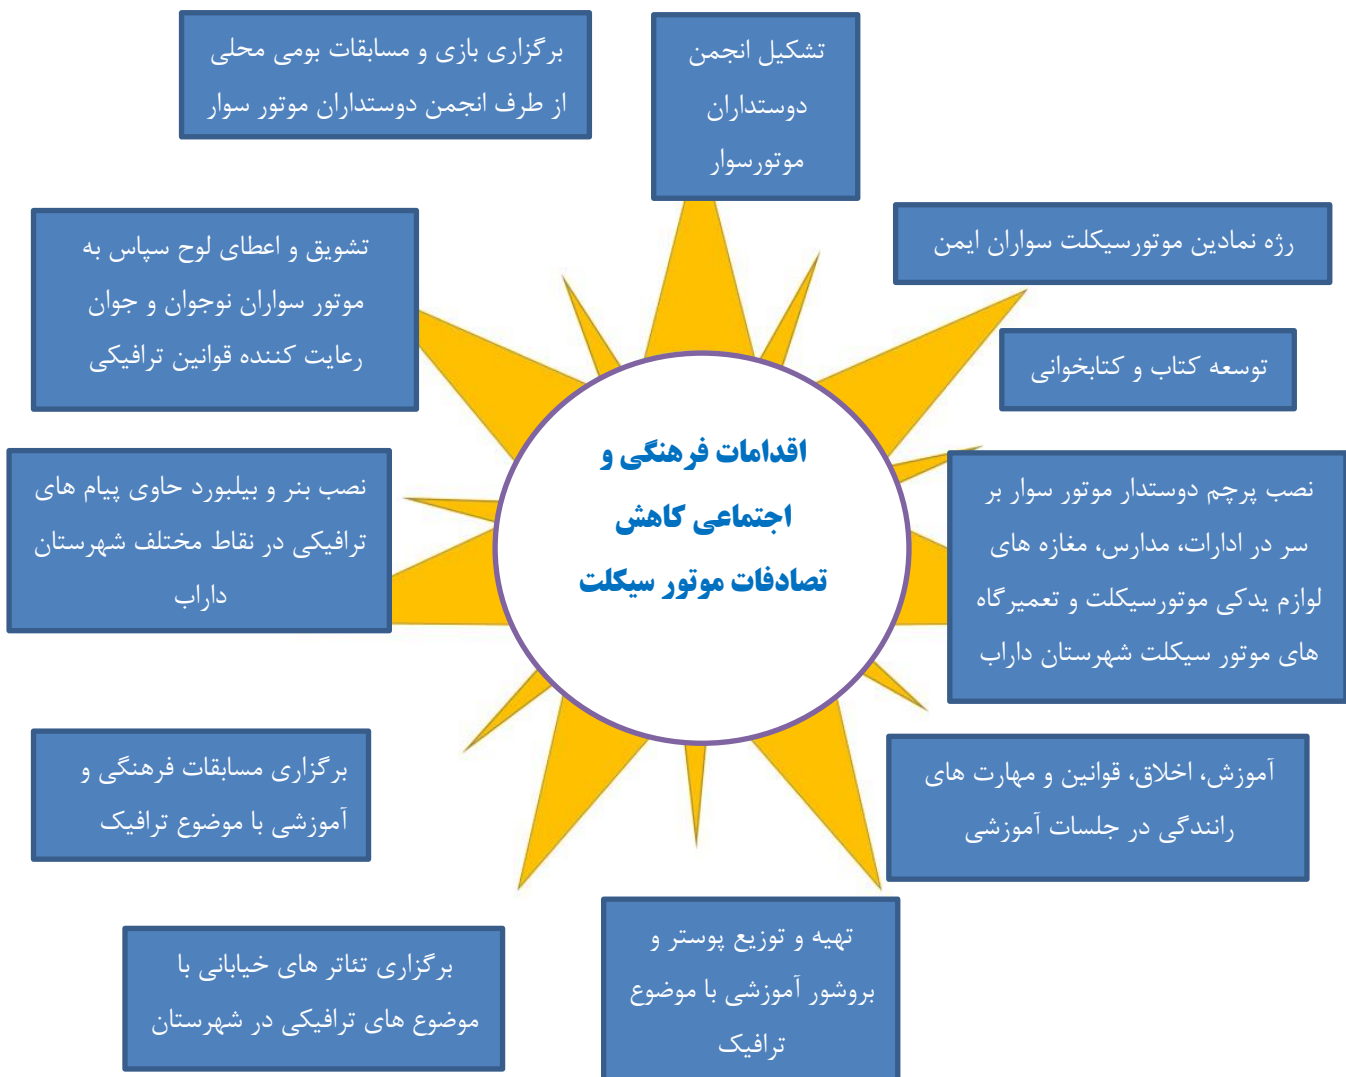 تشکیل انجمن
دوستداران
موتورسوار
برگزاری بازی و مسابقات بومی محلی
از طرف انجمن دوستداران موتور سوار
رژه نمادین موتورسیکلت سواران ایمن
تشویق و اعطای لوح سپاس به
موتور سواران نوجوان و جوان
رعایت کننده قوانین ترافیکی
توسعه کتاب و کتابخوانی
اقدامات فرهنگی و
اجتماعی کاهش
تصادفات موتور سیکلت
نصب پرچم دوستدار موتور سوار بر
سر در ادارات، مدارس، مغازه های
لوازم یدکی موتورسیکلت و تعمیرگاه
های موتور سیکلت شهرستان داراب
نصب بنر و بیلبورد حاوی پیام های
ترافیکی در نقاط مختلف شهرستان
داراب
آموزش، اخلاق، قوانین و مهارت های
رانندگی در جلسات آموزشی
برگزاری مسابقات فرهنگی و
آموزشی با موضوع ترافیک
تهیه و توزیع پوستر و
بروشور آموزشی با موضوع
ترافیک
برگزاری تئاتر های خیابانی با
موضوع های ترافیکی در شهرستان